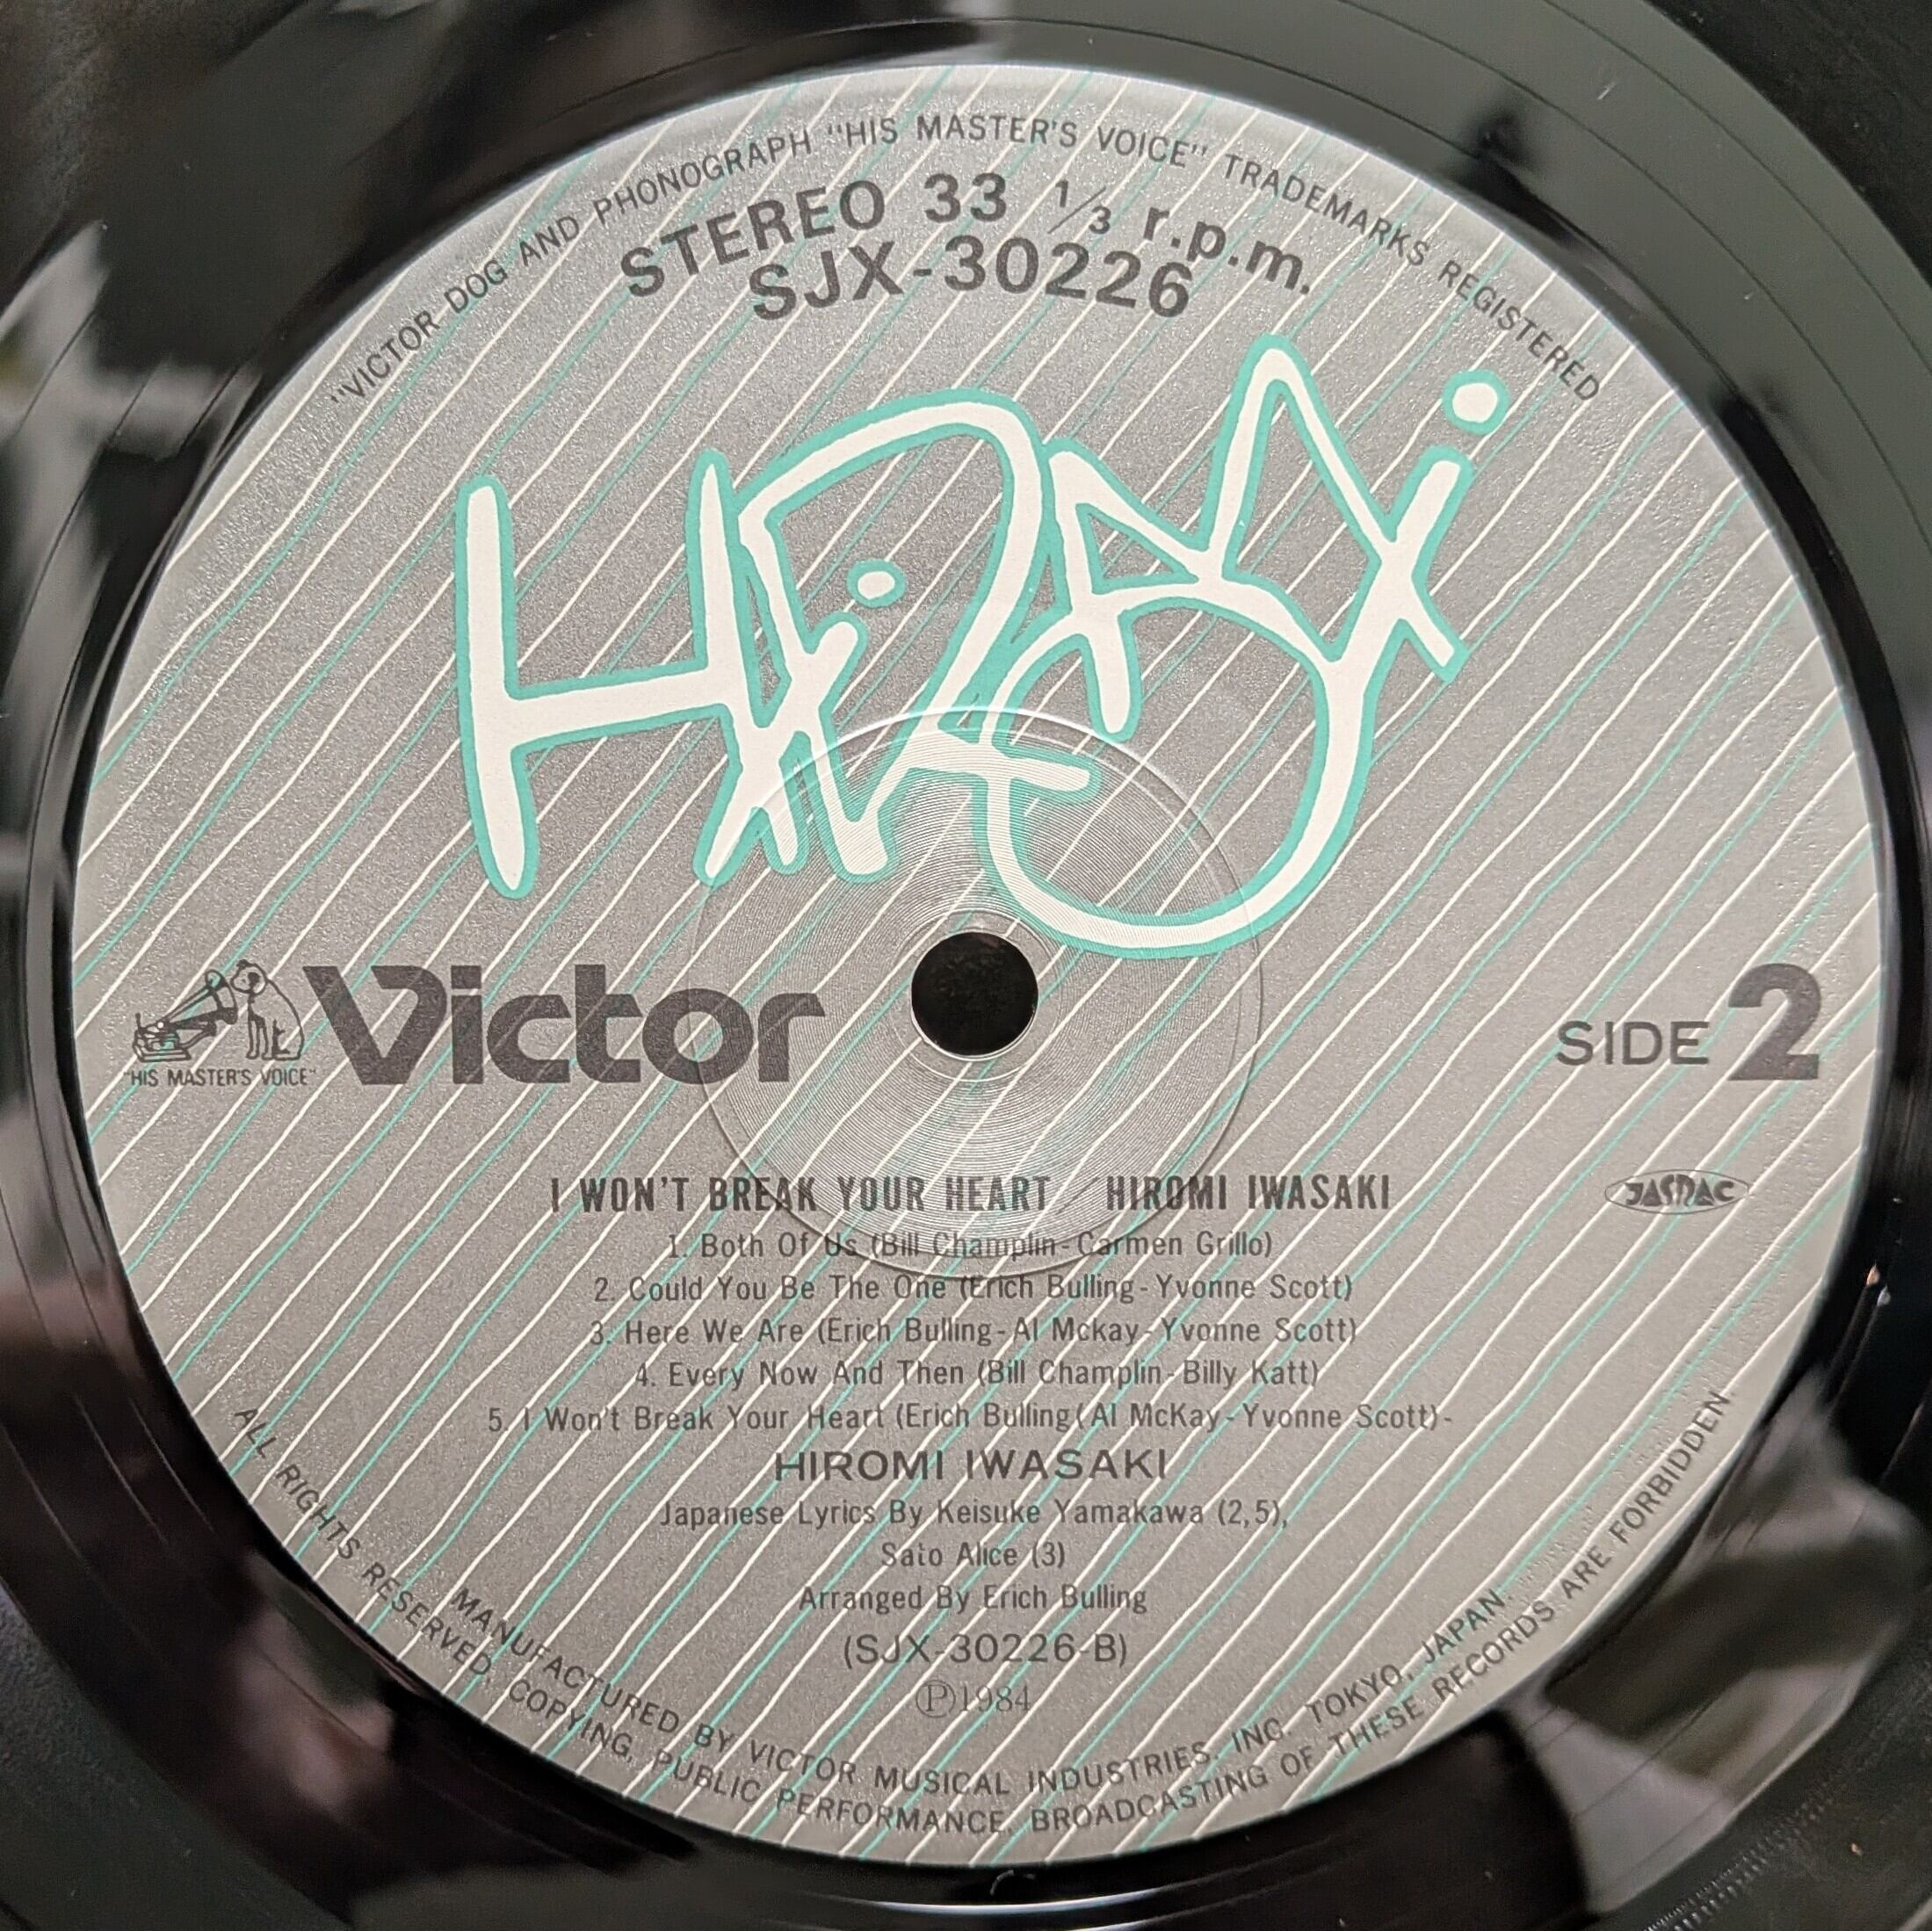 "VICTOR DOG AND PHONOGRAPH "HIS MASTER'S VOICE" TRADEMARKS REGISTERED
STEREO 33 1/3 r.p.m.
SJX-30226
HiROMi
"HIS MASTER'S VOICE"
Victor
SIDE 2
I WON'T BREAK YOUR HEART / HIROMI IWASAKI
JASRAC
1. Both Of Us (Bill Champlin-Carmen Grillo)
2. Could You Be The One (Erich Bulling-Yvonne Scott)
3. Here We Are (Erich Bulling-Al Mckay-Yvonne Scott)
4. Every Now And Then (Bill Champlin-Billy Katt)
5. I Won't Break Your Heart (Erich Bulling(Al McKay-Yvonne Scott)-
HIROMI IWASAKI
Japanese Lyrics By Keisuke Yamakawa (2,5),
Sato Alice (3)
Arranged By Erich Bulling
(SJX-30226-B)
Ⓟ1984
MANUFACTURED BY VICTOR MUSICAL INDUSTRIES, INC. TOKYO, JAPAN.
ALL RIGHTS RESERVED, COPYING, PUBLIC PERFORMANCE, BROADCASTING OF THESE RECORDS ARE FORBIDDEN.